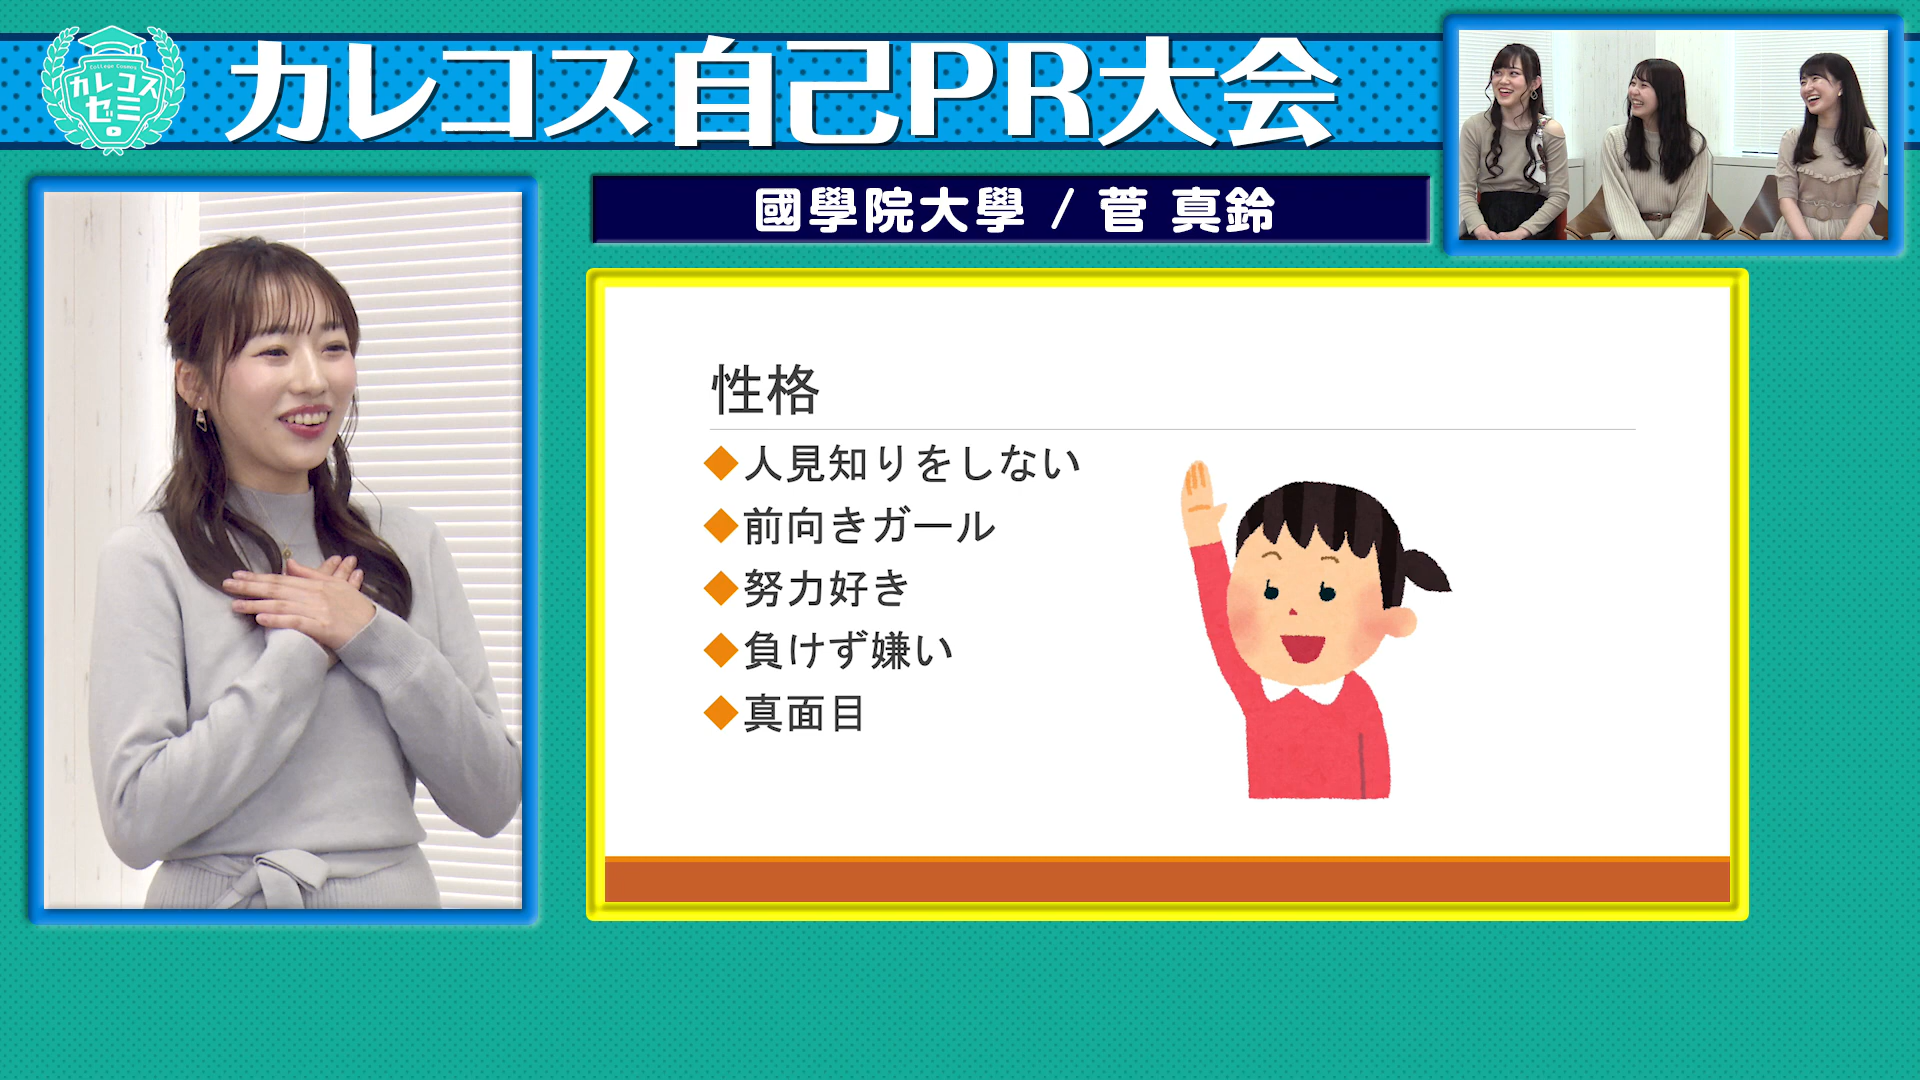 College Cosmos
カレコス
ゼミ
カレコス自己PR大会
國學院大學 / 菅 真鈴
性格
◆人見知りをしない
◆前向きガール
◆努力好き
◆負けず嫌い
◆真面目